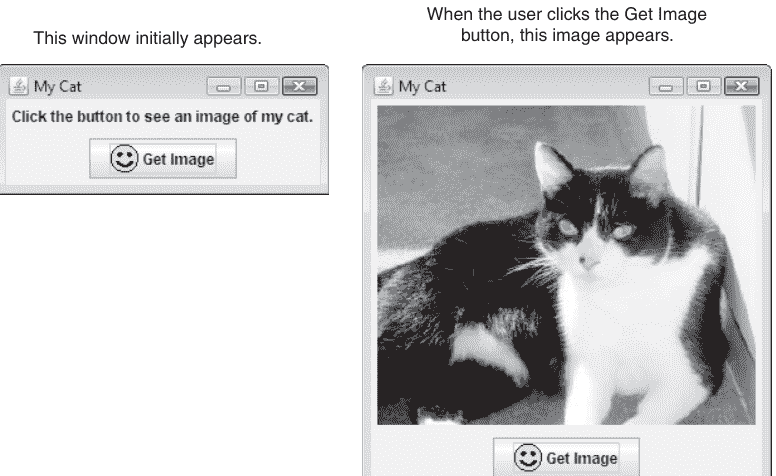 This window initially appears.
My Cat
Click the button to see an image of my cat.
Get Image
When the user clicks the Get Image
button, this image appears.
My Cat
Get Image